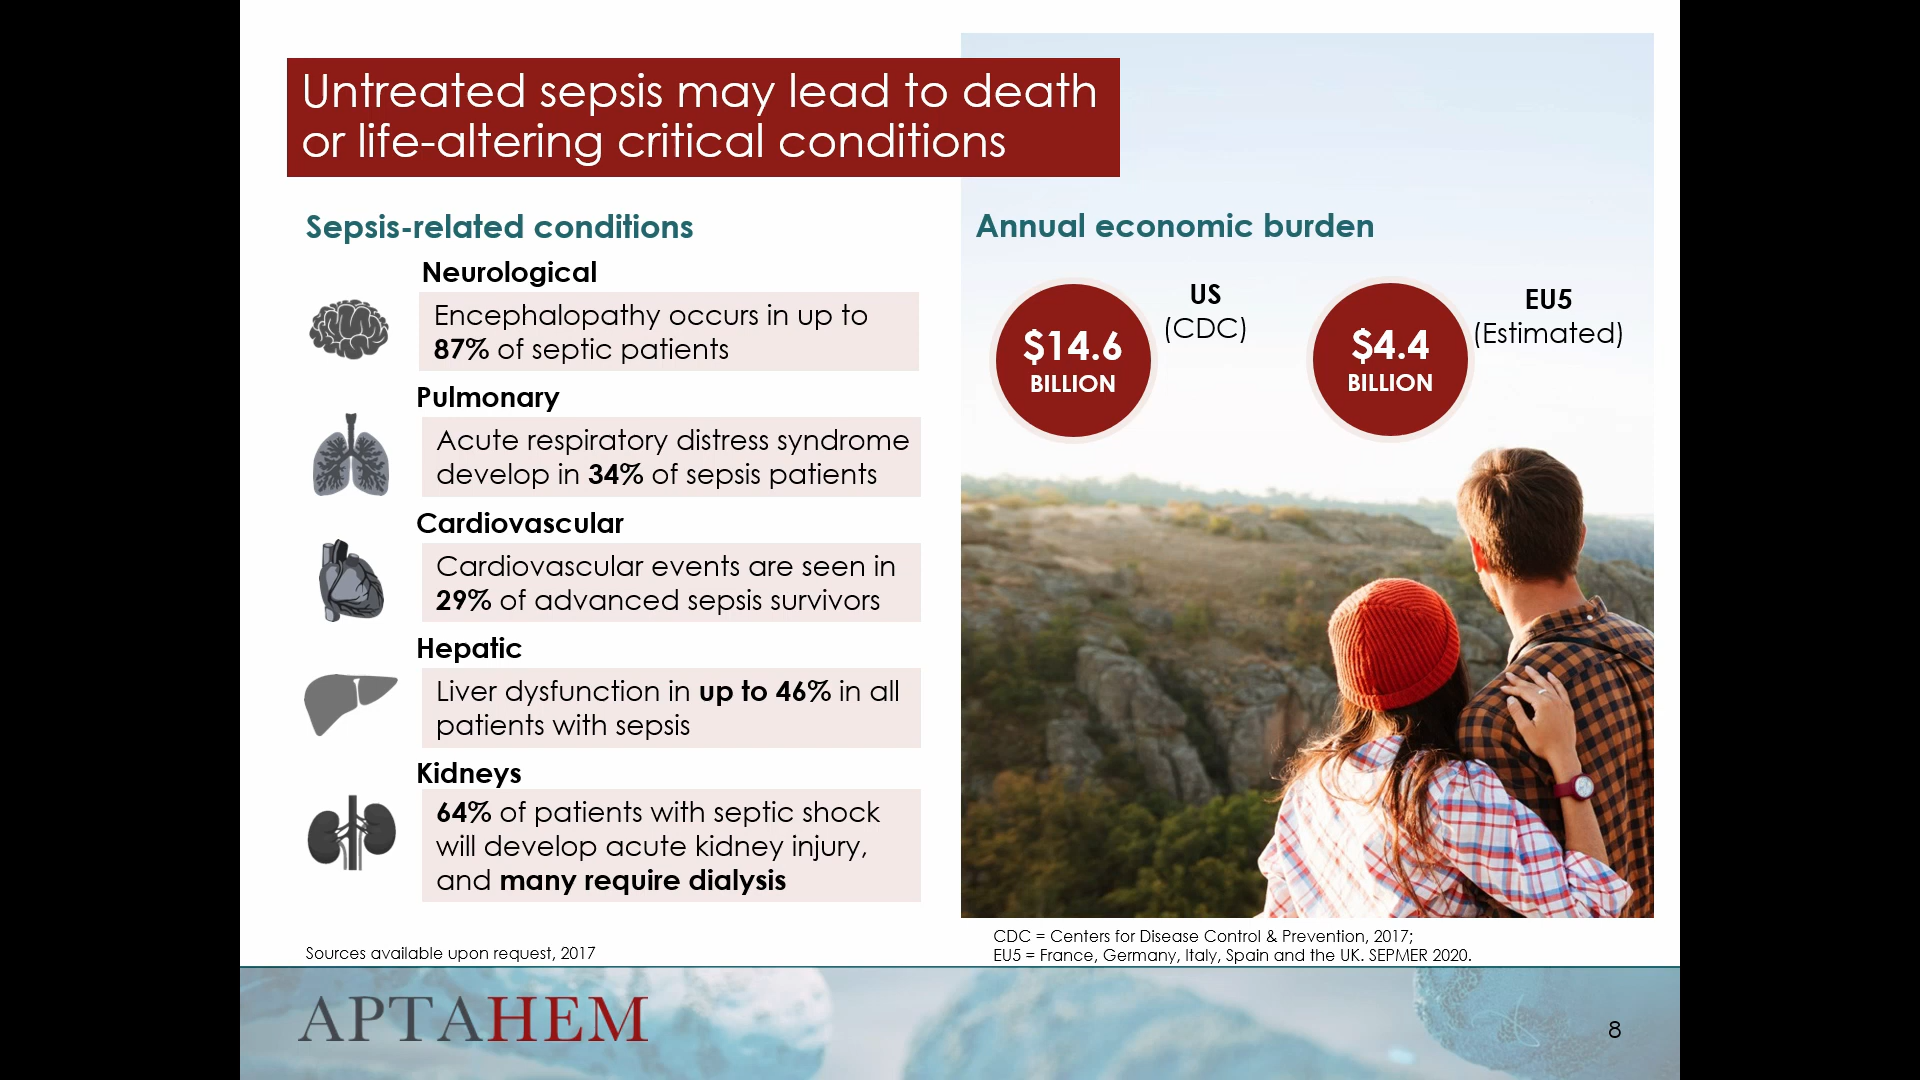 Untreated sepsis may lead to death
or life-altering critical conditions
Sepsis-related conditions
Neurological
Encephalopathy occurs in up to
87% of septic patients
Pulmonary
Acute respiratory distress syndrome
develop in 34% of sepsis patients
Cardiovascular
Cardiovascular events are seen in
29% of advanced sepsis survivors
Hepatic
Liver dysfunction in up to 46% in all
patients with sepsis
Kidneys
64% of patients with septic shock
will develop acute kidney injury,
and many require dialysis
Sources available upon request, 2017
Annual economic burden
$14.6
BILLION
US
(CDC)
$4.4
BILLION
EU5
(Estimated)
CDC = Centers for Disease Control & Prevention, 2017;
EU5 = France, Germany, Italy, Spain and the UK. SEPMER 2020.
APTAHEM
8